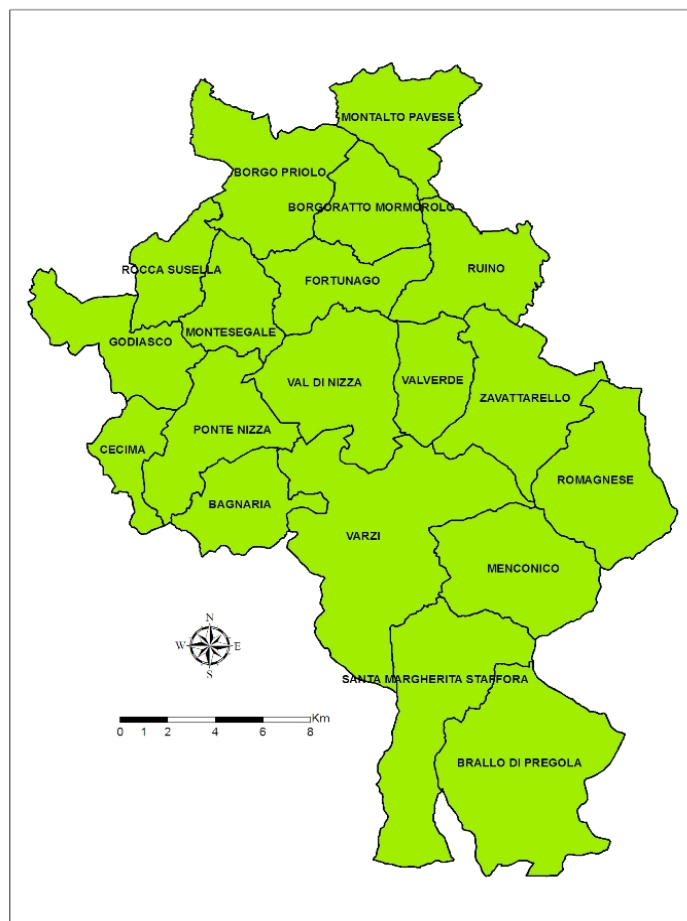 MONTALTO PAVESE
BORGO PRIOLO
BORGORATTO MORMOROLO
ROCCA SUSELLA
RUINO
FORTUNAGO
MONTESEGALE
GODIASCO
VAL DI NIZZA
VALVERDE
ZAVATTARELLO
PONTE NIZZA
CECIMA
ROMAGNESE
BAGNARIA
VARZI
MENCONICO
N
W E
S
SANTA MARGHERITA STAFFORA
Km
0 1 2 4 6 8
BRALLO DI PREGOLA